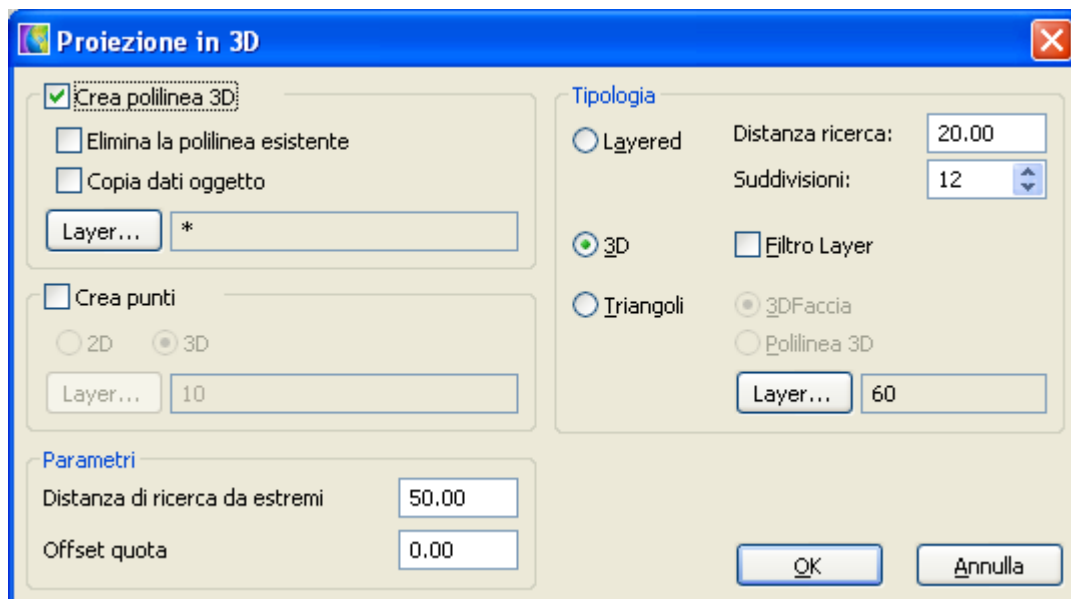 Proiezione in 3D
Crea polilinea 3D
Elimina la polilinea esistente
Copia dati oggetto
Layer... *
Crea punti
2D 3D
Layer... 10
Parametri
Distanza di ricerca da estremi 50.00
Offset quota 0.00
Tipologia
Layered Distanza ricerca: 20.00
Suddivisioni: 12
3D Filtro Layer
Triangoli 3DFaccia
Polilinea 3D
Layer... 60
OK Annulla